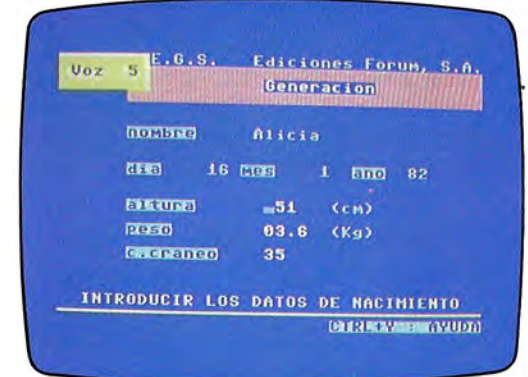 E.G.S. Ediciones Forum, S.A.
Voz 5
Generacion
nombre Alicia
dia 16 mes 1 ano 82
altura 51 (cm)
peso 03.6 (Kg)
c.craneo 35
INTRODUCIR LOS DATOS DE NACIMIENTO
CTRL+Y : AYUDA